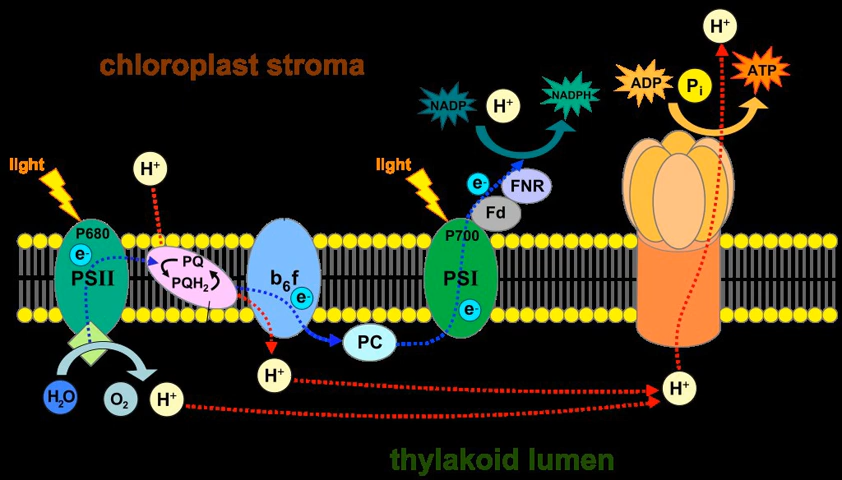 H⁺
chloroplast stroma
ADP
Pᵢ
ATP
NADP
H⁺
NADPH
light
H⁺
light
e⁻
FNR
Fd
P680
e⁻
PSII
PQ
PQH₂
b₆f
e⁻
P700
PSI
e⁻
PC
H⁺
H₂O
O₂
H⁺
H⁺
thylakoid lumen